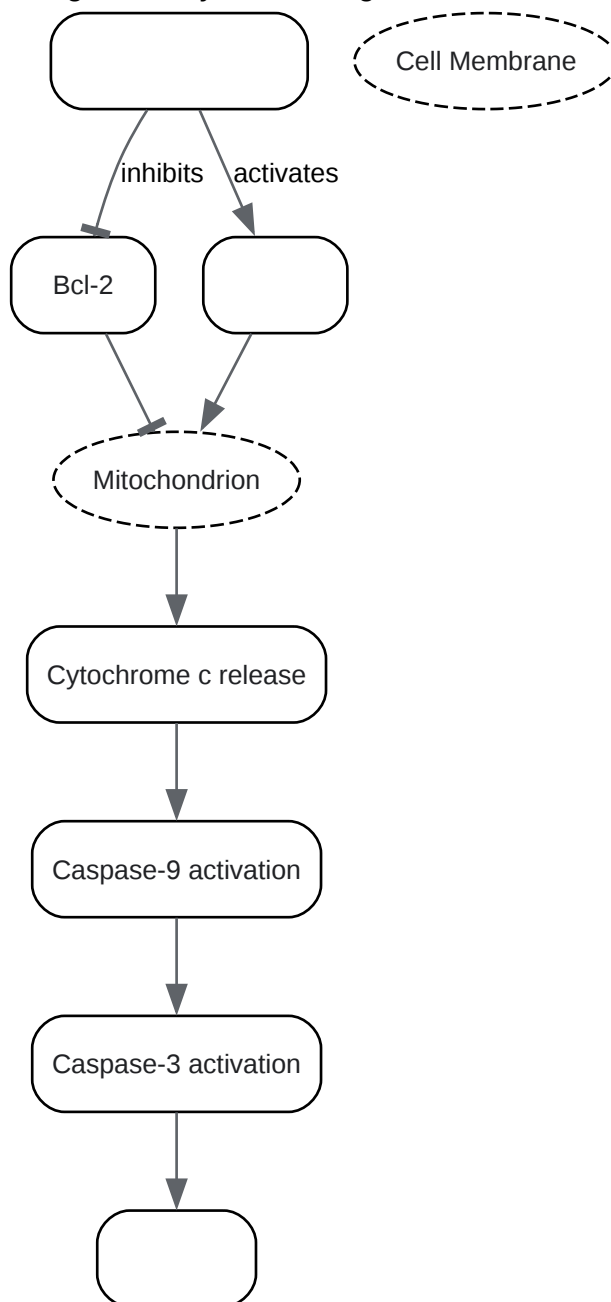 Cell Membrane
inhibits activates
Bcl-2
Mitochondrion
Cytochrome c release
Caspase-9 activation
Caspase-3 activation